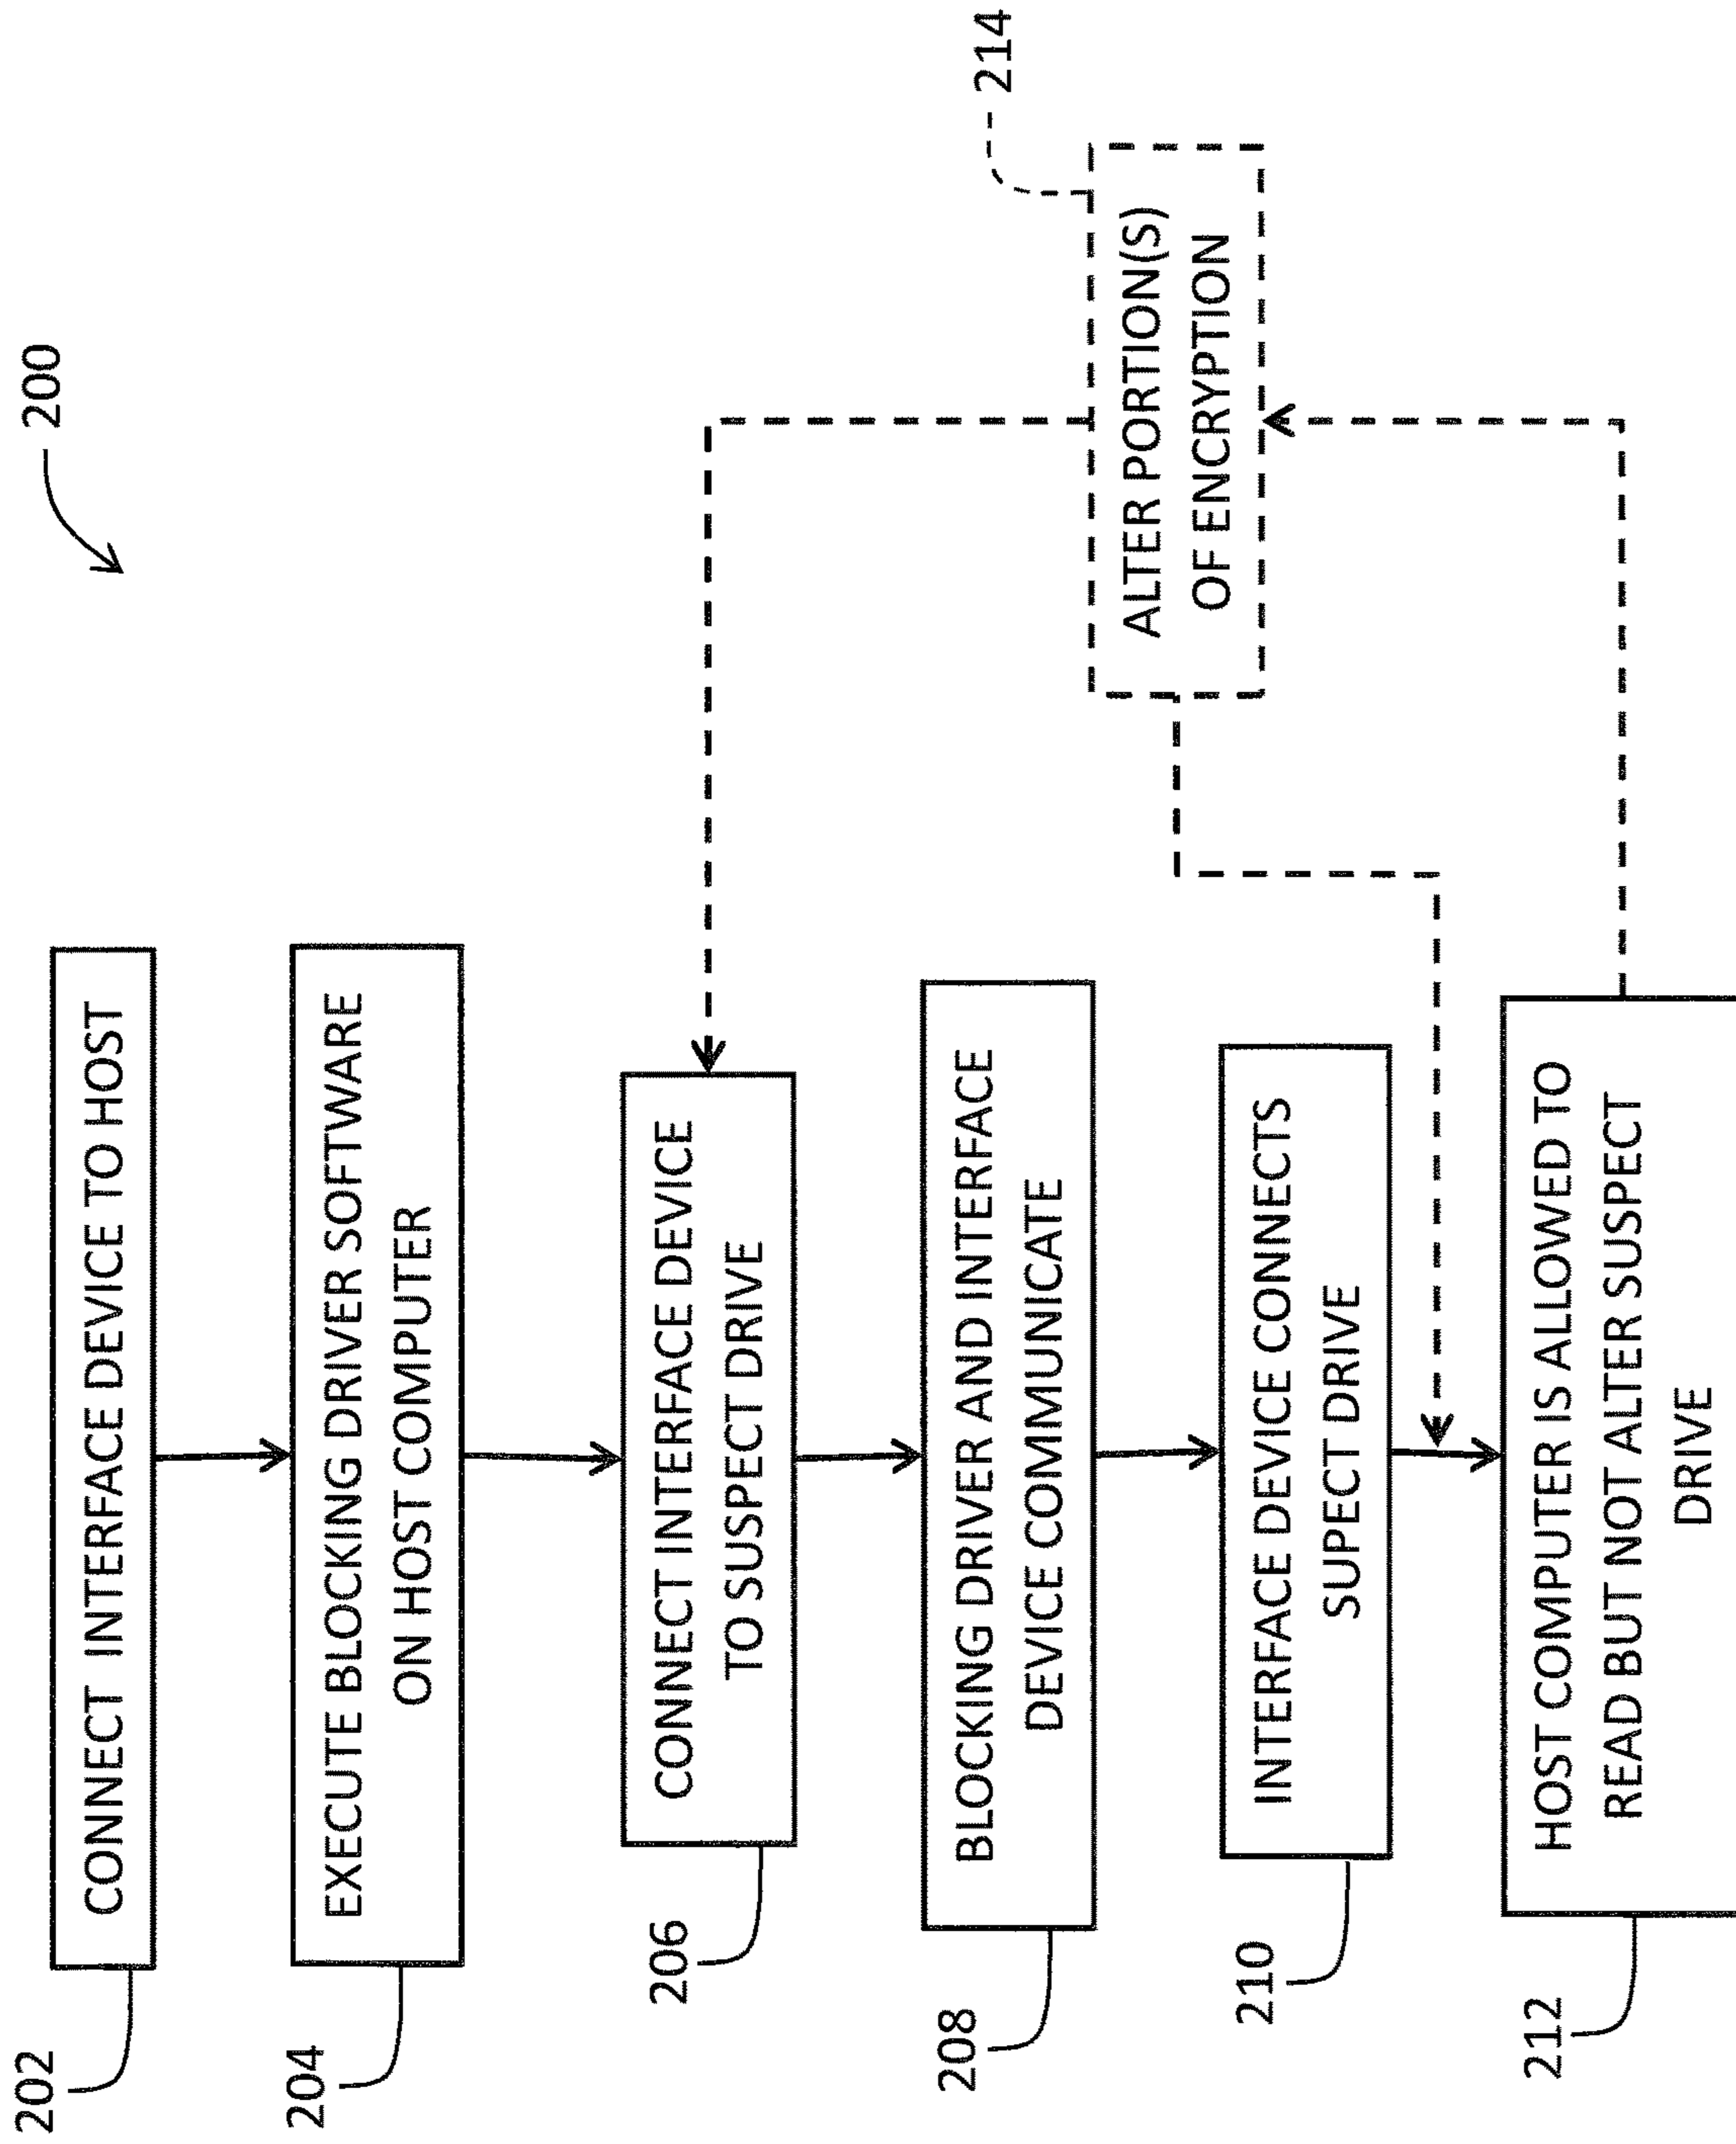 200
202
CONNECT INTERFACE DEVICE TO HOST
204
EXECUTE BLOCKING DRIVER SOFTWARE
ON HOST COMPUTER
206
CONNECT INTERFACE DEVICE
TO SUSPECT DRIVE
208
BLOCKING DRIVER AND INTERFACE
DEVICE COMMUNICATE
210
INTERFACE DEVICE CONNECTS
SUPECT DRIVE
212
HOST COMPUTER IS ALLOWED TO
READ BUT NOT ALTER SUSPECT
DRIVE
214
ALTER PORTION(S)
OF ENCRYPTION